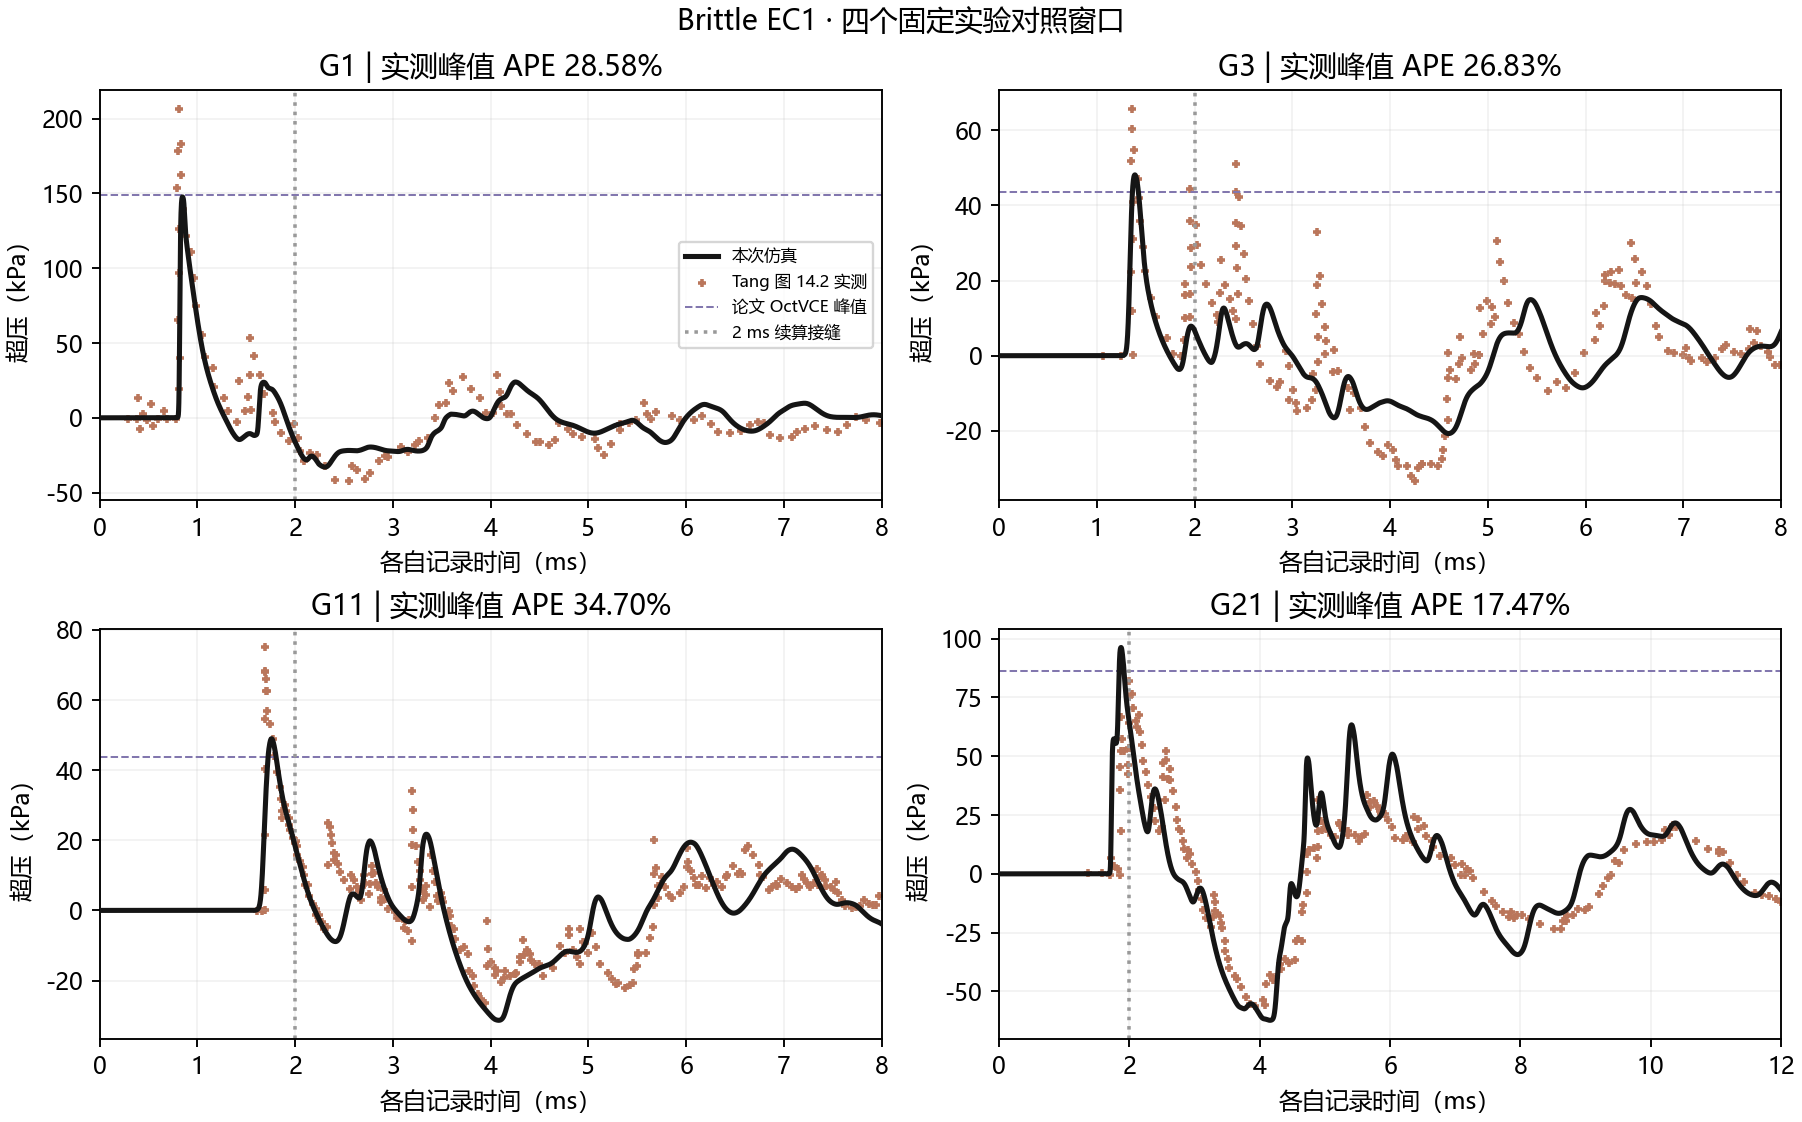 Brittle EC1 · 四个固定实验对照窗口
G1 | 实测峰值 APE 28.58%
超压（kPa）
200
150
100
50
0
-50
本次仿真
Tang 图 14.2 实测
论文 OctVCE 峰值
2 ms 续算接缝
0 1 2 3 4 5 6 7 8
各自记录时间（ms）
G3 | 实测峰值 APE 26.83%
超压（kPa）
60
40
20
0
-20
0 1 2 3 4 5 6 7 8
各自记录时间（ms）
G11 | 实测峰值 APE 34.70%
超压（kPa）
80
60
40
20
0
-20
0 1 2 3 4 5 6 7 8
各自记录时间（ms）
G21 | 实测峰值 APE 17.47%
超压（kPa）
100
75
50
25
0
-25
-50
0 2 4 6 8 10 12
各自记录时间（ms）